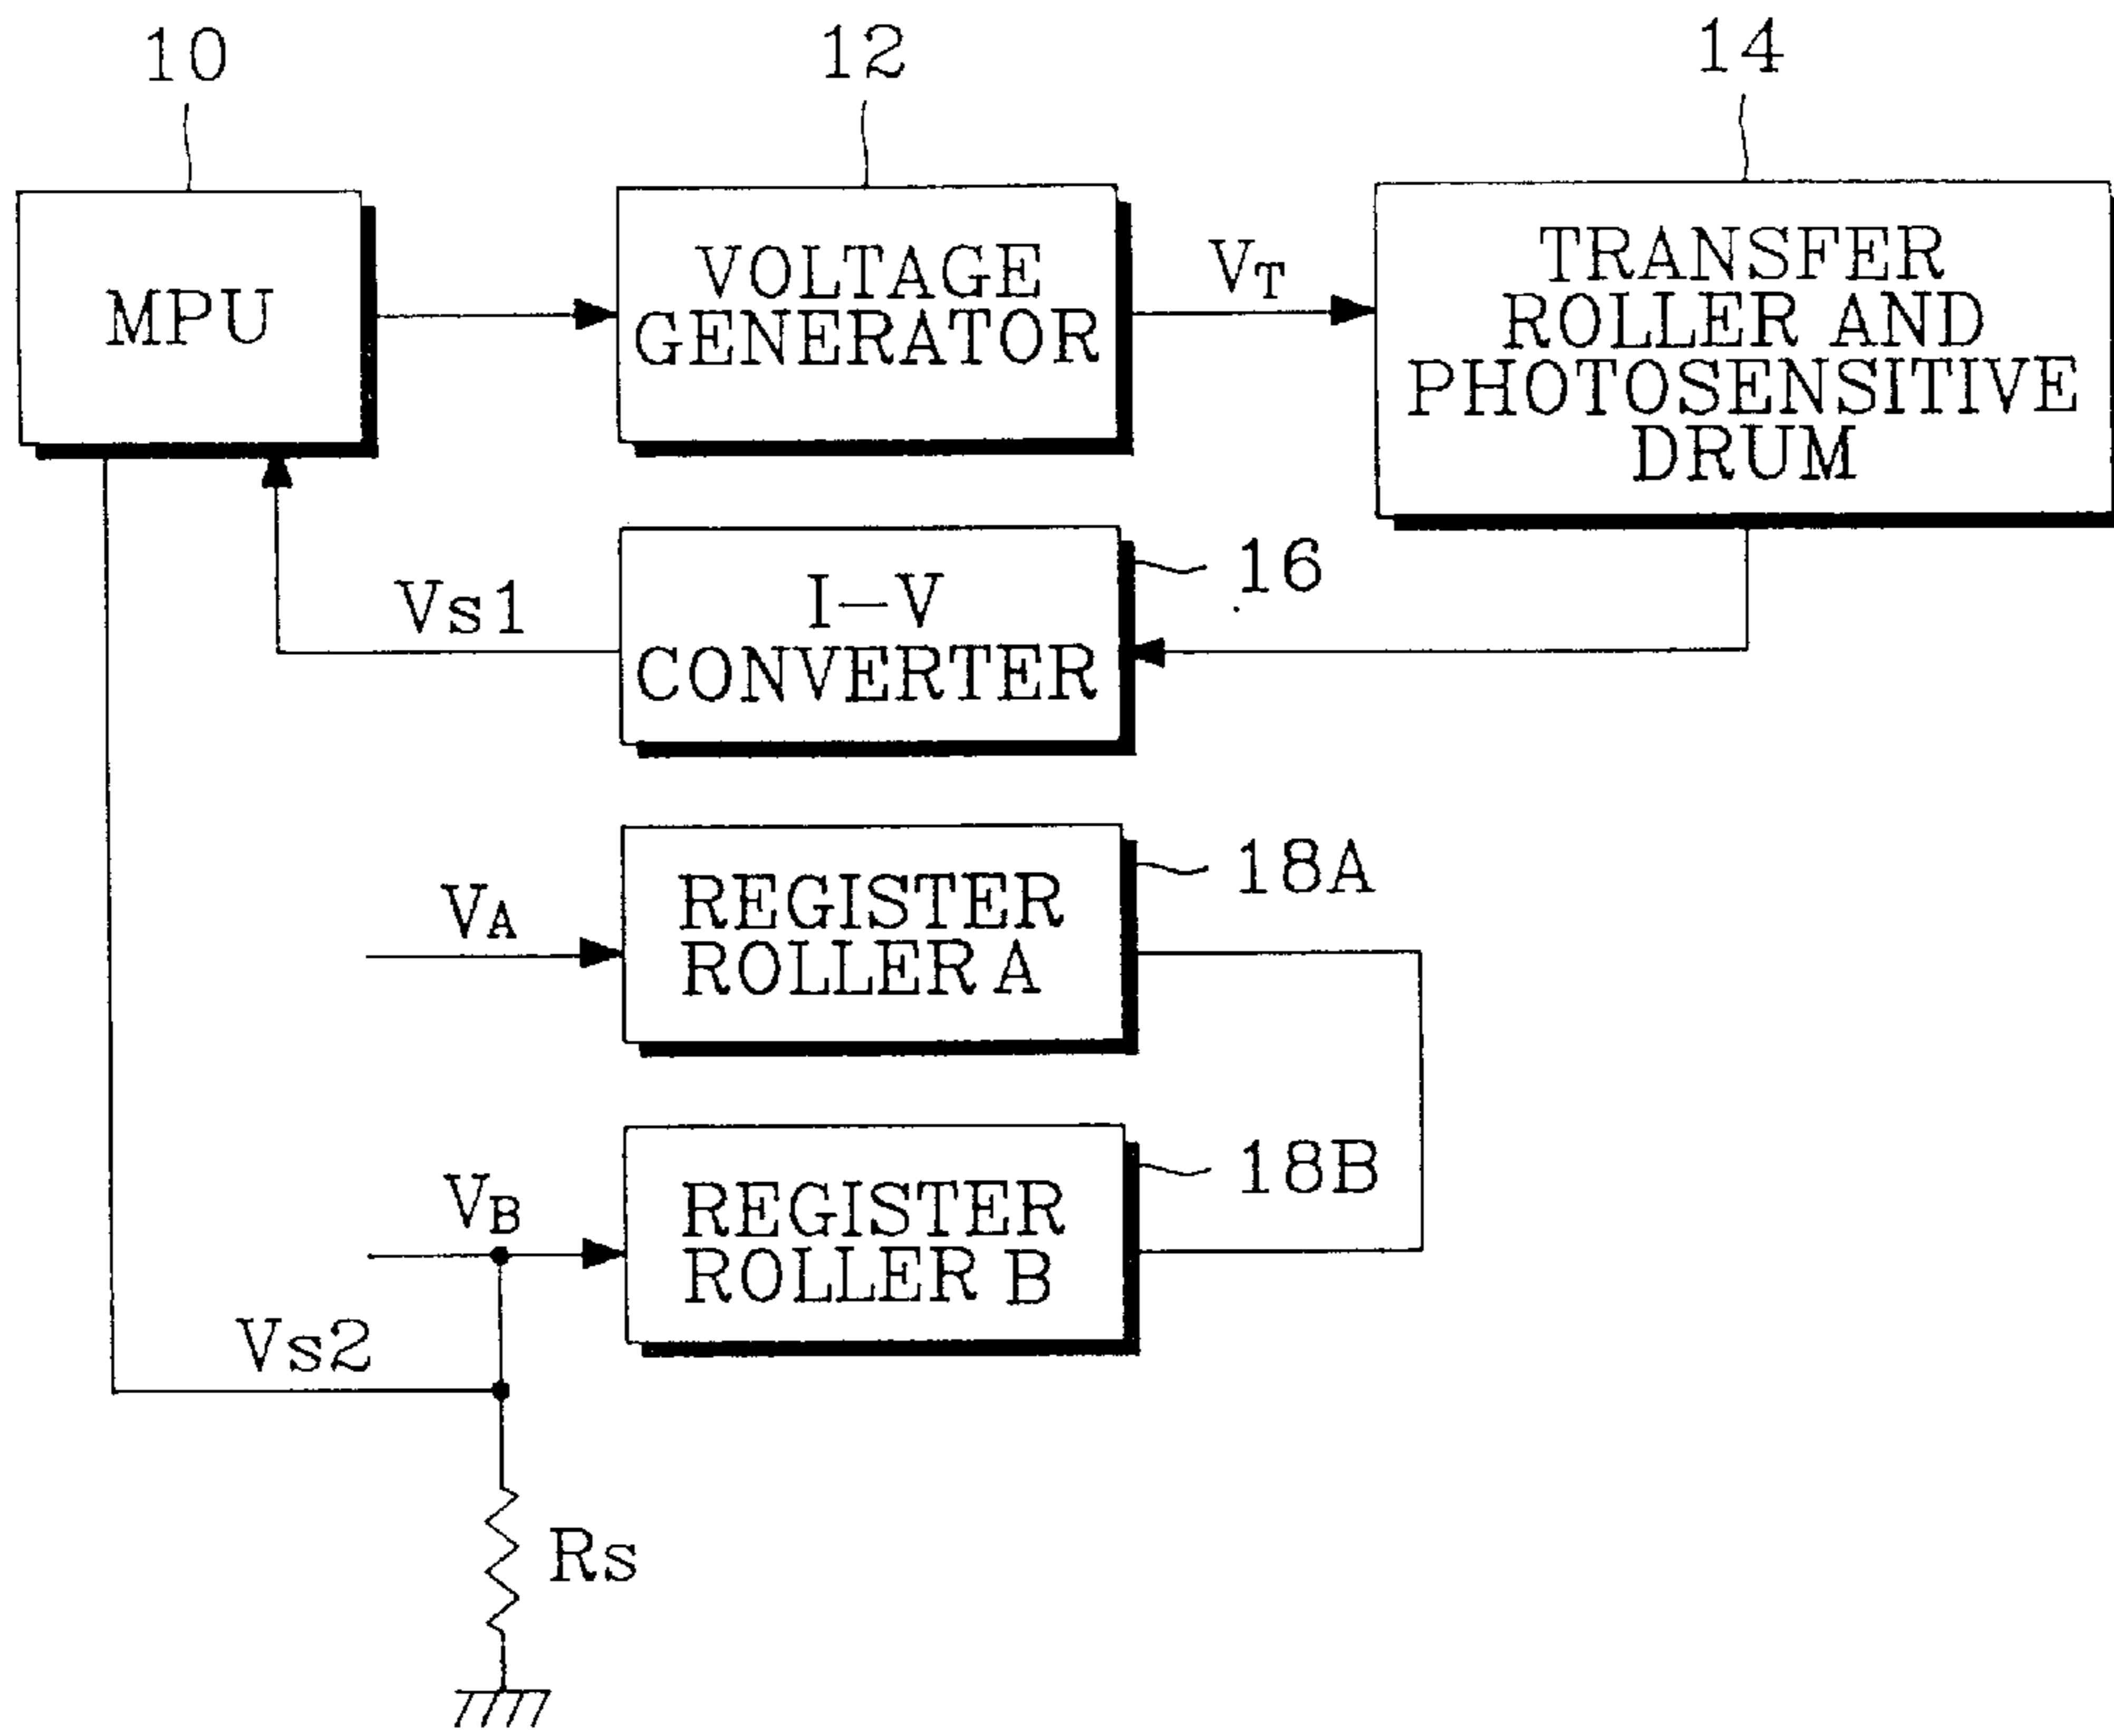 10
12
14
MPU
VOLTAGE
GENERATOR
VT
TRANSFER
ROLLER AND
PHOTOSENSITIVE
DRUM
Vs1
I-V
CONVERTER
16
VA
REGISTER
ROLLER A
18A
VB
REGISTER
ROLLER B
18B
Vs2
Rs